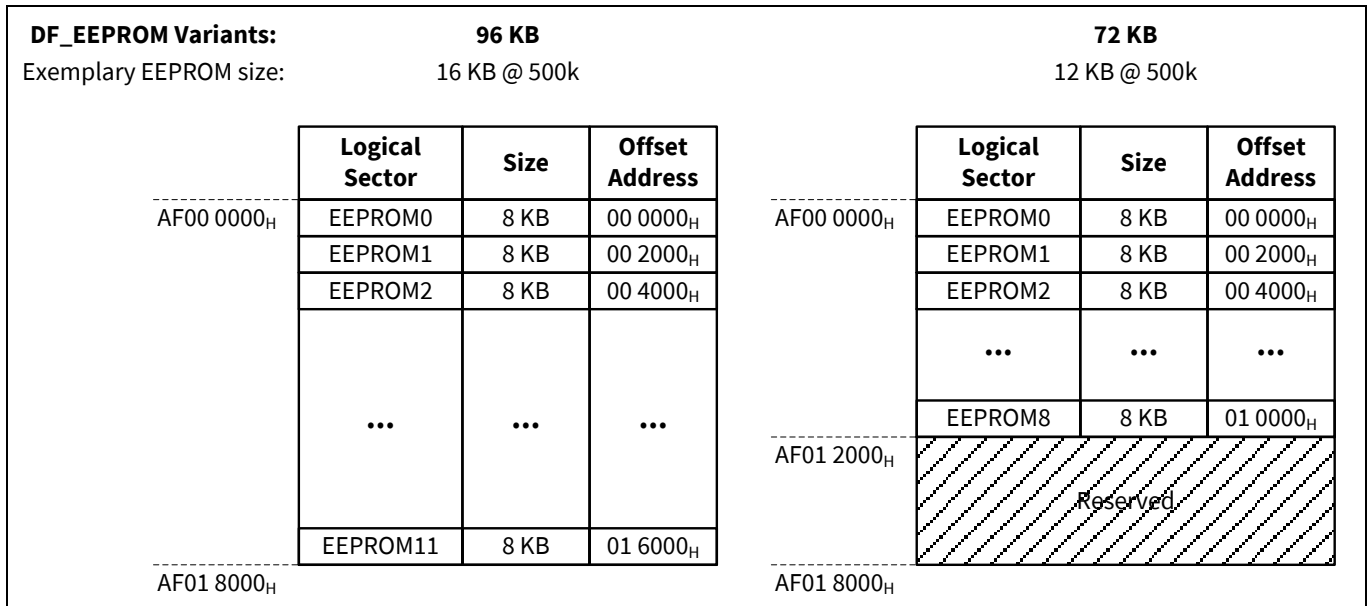 DF_EEPROM Variants: 96 KB 72 KB
Exemplary EEPROM size: 16 KB @ 500k 12 KB @ 500k
Logical Sector Size Offset Address Logical Sector Size Offset Address
AF00 0000H EEPROM0 8 KB 00 0000H AF00 0000H EEPROM0 8 KB 00 0000H
EEPROM1 8 KB 00 2000H EEPROM1 8 KB 00 2000H
EEPROM2 8 KB 00 4000H EEPROM2 8 KB 00 4000H
... ... ...
EEPROM8 8 KB 01 0000H
... ... ...
AF01 2000H
Reserved
EEPROM11 8 KB 01 6000H
AF01 8000H AF01 8000H